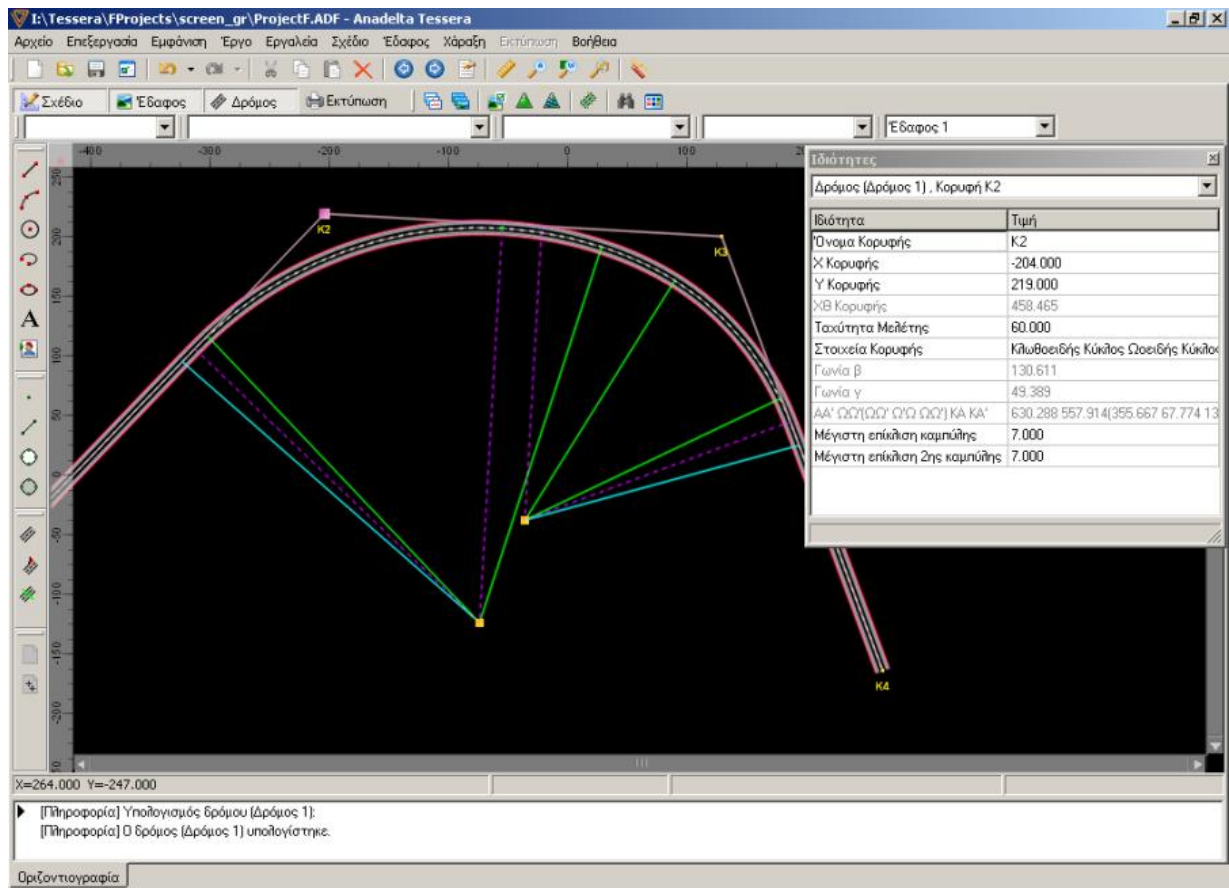 I:\Tessera\FProjects\screen_gr\ProjectF.ADF - Anadelta Tessera
Αρχείο Επεξεργασία Εμφάνιση Έργο Εργαλεία Σχέδιο Έδαφος Χάραξη Εκτύπωση Βοήθεια
Σχέδιο Έδαφος Δρόμος Εκτύπωση
Έδαφος 1
-400 -300 -200 -100 0 100
250
200
150
100
50
0
-50
-100
-150
-200
K2
K3
K4
A
Ιδιότητες
Δρόμος (Δρόμος 1) , Κορυφή K2
Ιδιότητα Τιμή
Όνομα Κορυφής K2
X Κορυφής -204.000
Y Κορυφής 219.000
ΧΘ Κορυφής 458.465
Ταχύτητα Μελέτης 60.000
Στοιχεία Κορυφής Κλωθοειδής Κύκλος Ωοειδής Κύκλος
Γωνία β 130.611
Γωνία γ 49.389
ΑΑ' ΩΩ'(ΩΩ' Ω'Ω ΩΩ') ΚΑ ΚΑ' 630.288 557.914(355.667 67.774 13
Μέγιστη επίκλιση καμπύλης 7.000
Μέγιστη επίκλιση 2ης καμπύλης 7.000
X=264.000 Y=-247.000
[Πληροφορία] Υπολογισμός δρόμου (Δρόμος 1):
[Πληροφορία] Ο δρόμος (Δρόμος 1) υπολογίστηκε.
Οριζοντιογραφία